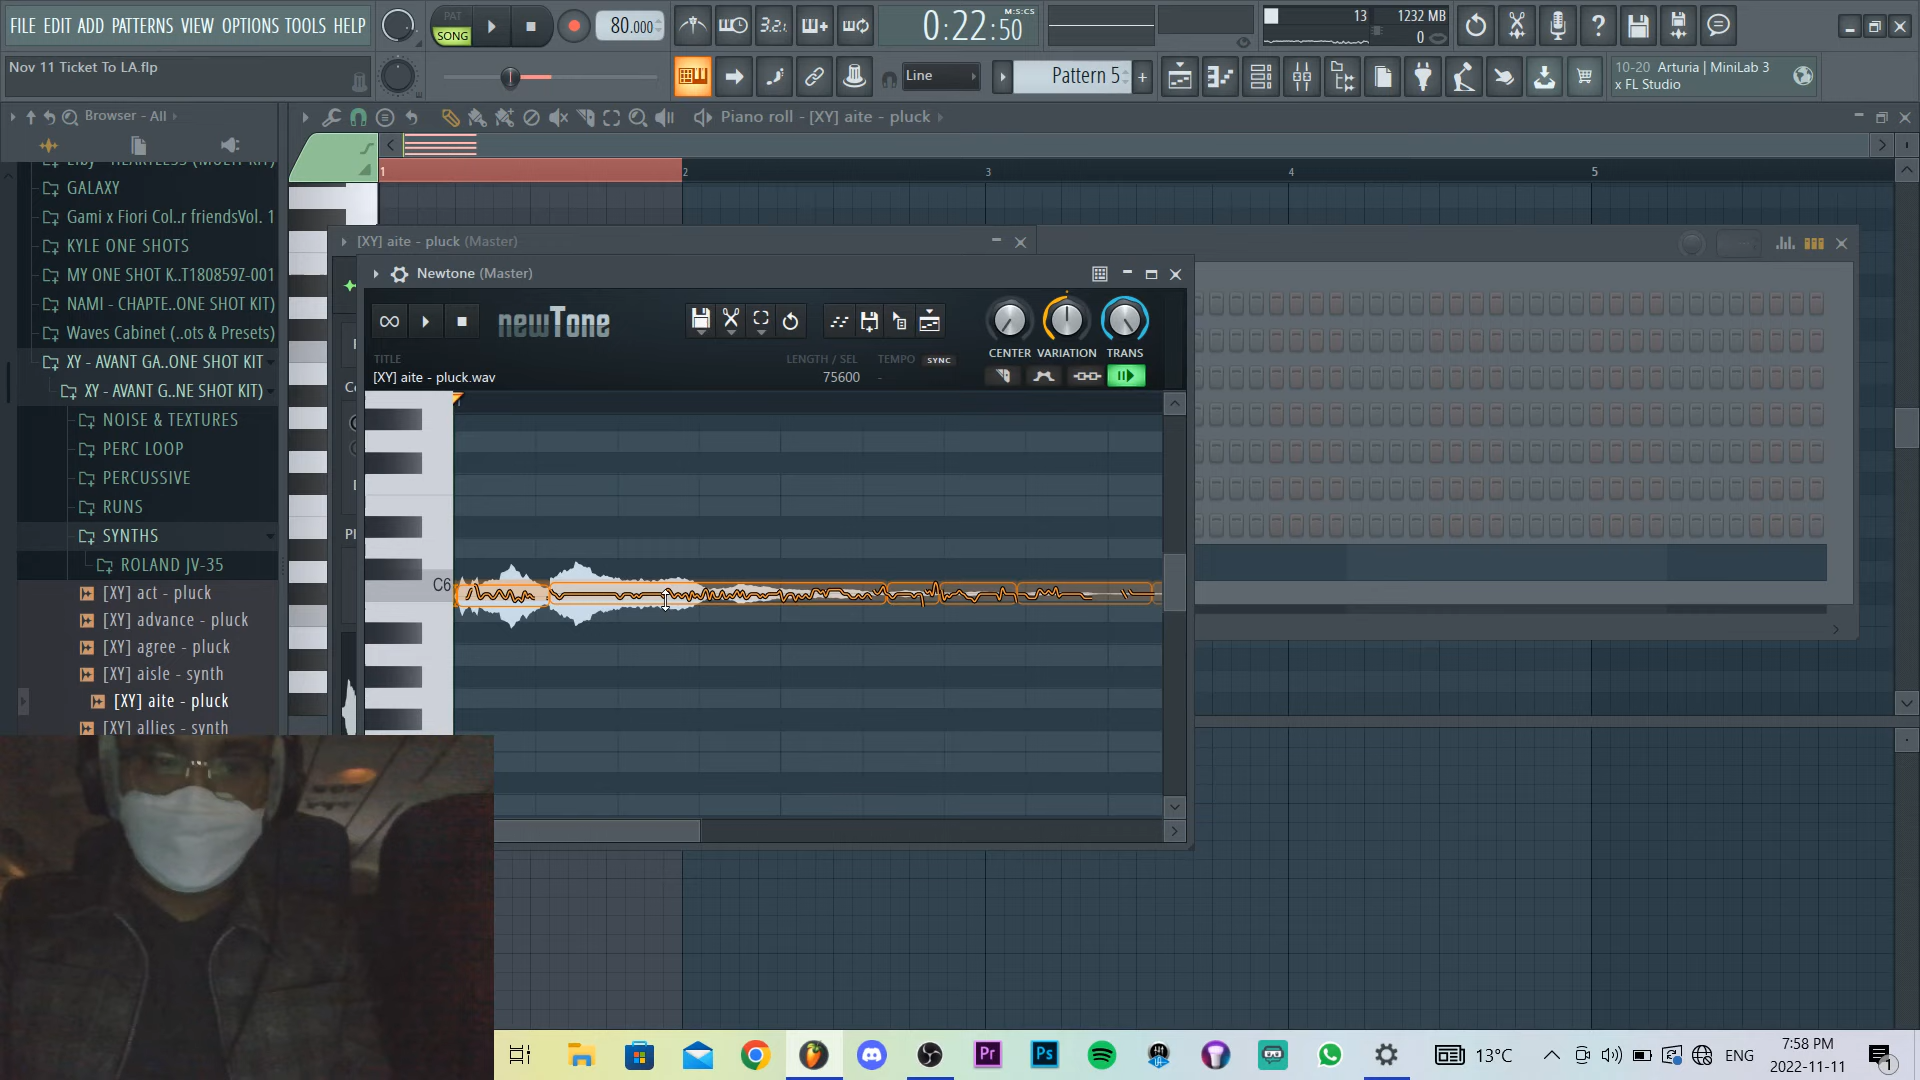 FILE EDIT ADD PATTERNS VIEW OPTIONS TOOLS HELP
PAT
SONG
80.000
3.2.1
0:22:50
M:S:CS
13
1232 MB
0
Nov 11 Ticket To LA.flp
Line
Pattern 5
10-20 Arturia | MiniLab 3
x FL Studio
Browser - All
Piano roll - [XY] aite - pluck
1
2
3
4
5
GALAXY
Gami x Fiori Col..r friendsVol. 1
KYLE ONE SHOTS
MY ONE SHOT K..T180859Z-001
NAMI - CHAPTE..ONE SHOT KIT)
Waves Cabinet (..ots & Presets)
XY - AVANT GA..ONE SHOT KIT
XY - AVANT G..NE SHOT KIT)
NOISE & TEXTURES
PERC LOOP
PERCUSSIVE
RUNS
SYNTHS
ROLAND JV-35
[XY] act - pluck
[XY] advance - pluck
[XY] agree - pluck
[XY] aisle - synth
[XY] aite - pluck
[XY] allies - synth
[XY] aite - pluck (Master)
Newtone (Master)
newTone
CENTER
VARIATION
TRANS
TITLE
LENGTH / SEL
TEMPO
SYNC
[XY] aite - pluck.wav
75600
-
C6
Pr
Ps
13°C
ENG
7:58 PM
2022-11-11
1